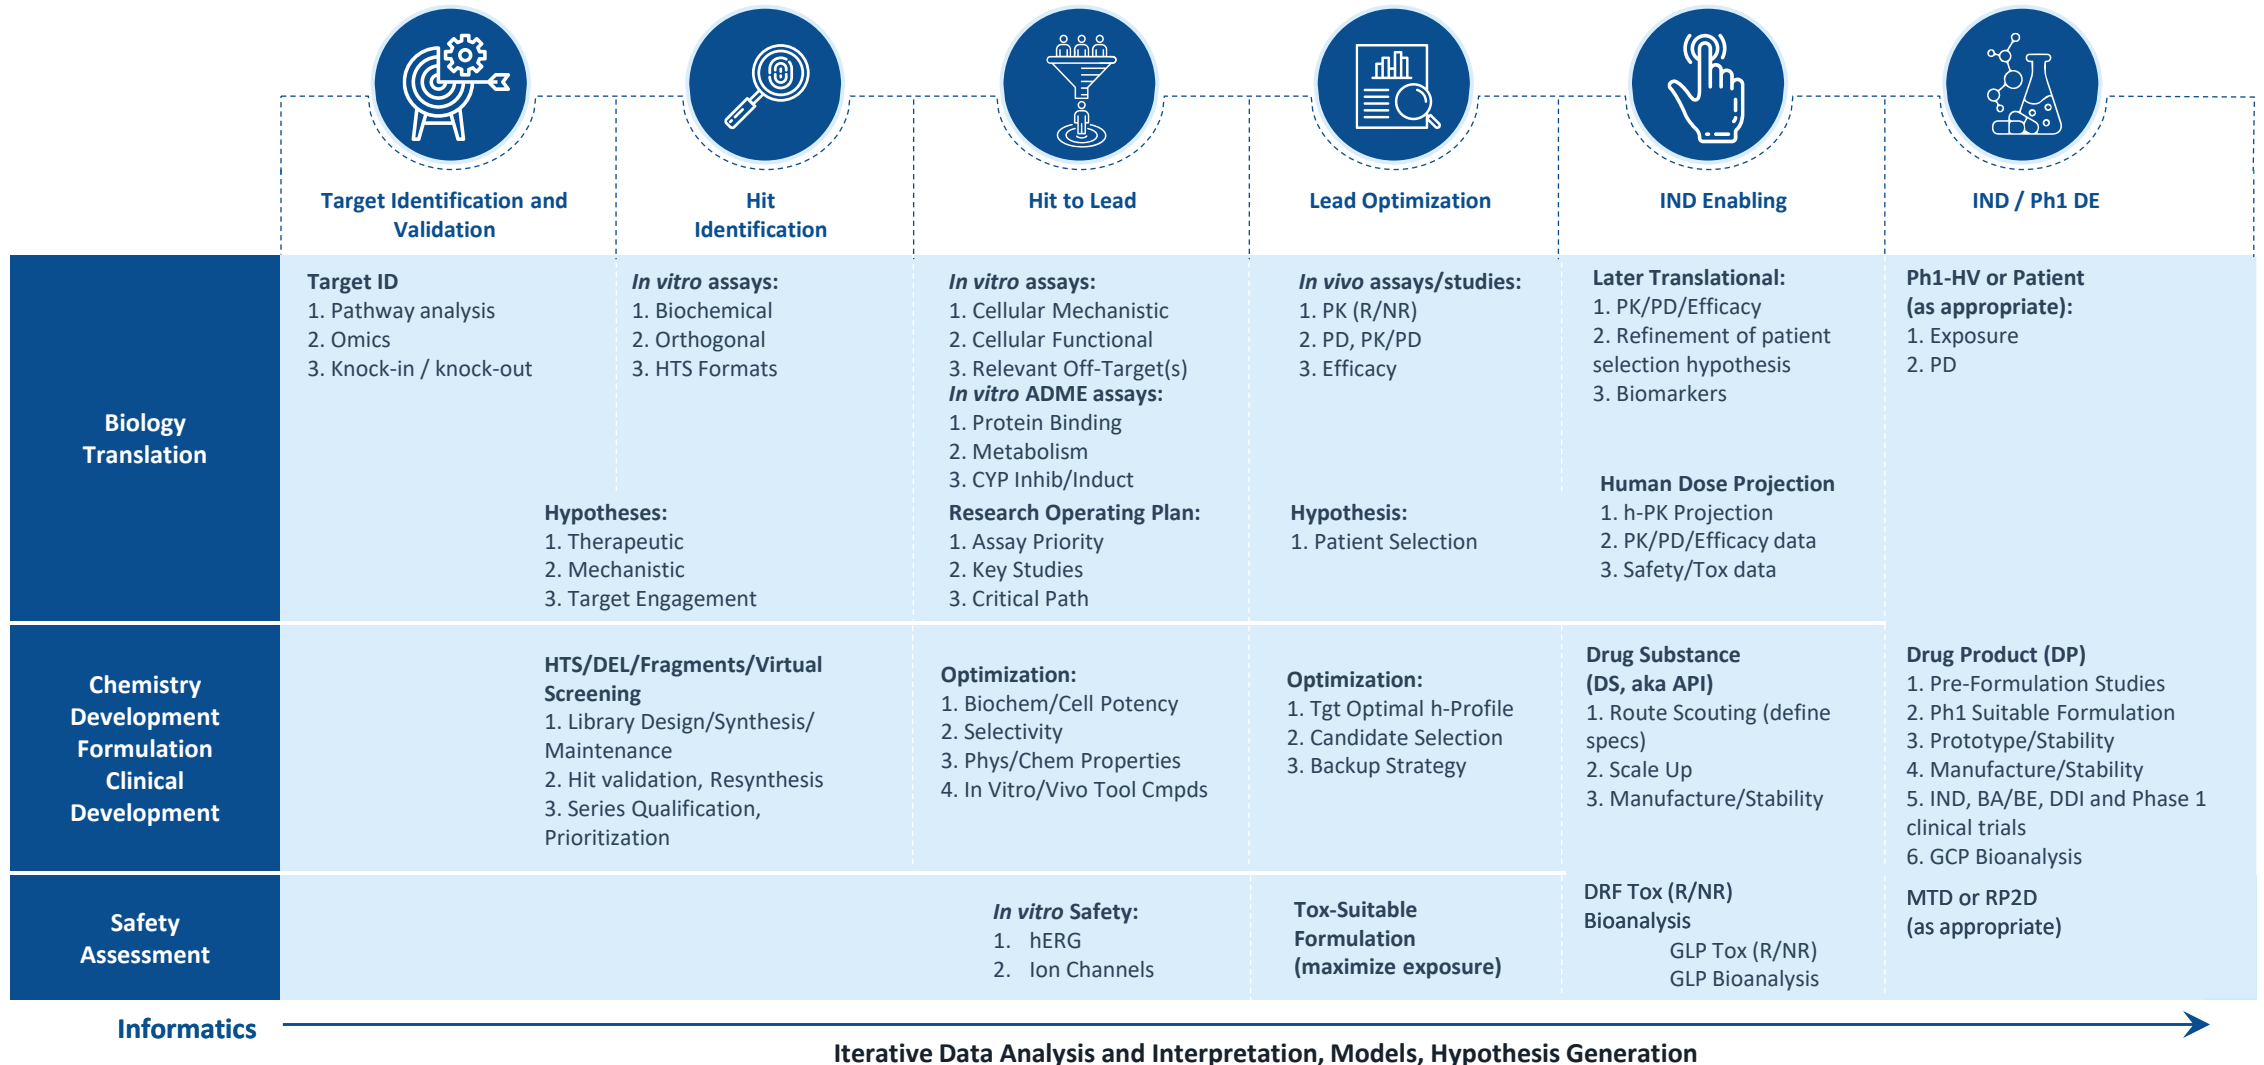 Target Identification and
Validation
Hit
Identification
Hit to Lead
Lead Optimization
IND Enabling
IND / Ph1 DE
Biology
Translation
Target ID
1. Pathway analysis
2. Omics
3. Knock-in / knock-out
In vitro assays:
1. Biochemical
2. Orthogonal
3. HTS Formats
Hypotheses:
1. Therapeutic
2. Mechanistic
3. Target Engagement
In vitro assays:
1. Cellular Mechanistic
2. Cellular Functional
3. Relevant Off-Target(s)
In vitro ADME assays:
1. Protein Binding
2. Metabolism
3. CYP Inhib/Induct
Research Operating Plan:
1. Assay Priority
2. Key Studies
3. Critical Path
In vivo assays/studies:
1. PK (R/NR)
2. PD, PK/PD
3. Efficacy
Hypothesis:
1. Patient Selection
Later Translational:
1. PK/PD/Efficacy
2. Refinement of patient
selection hypothesis
3. Biomarkers
Human Dose Projection
1. h-PK Projection
2. PK/PD/Efficacy data
3. Safety/Tox data
Ph1-HV or Patient
(as appropriate):
1. Exposure
2. PD
Chemistry
Development
Formulation
Clinical
Development
HTS/DEL/Fragments/Virtual
Screening
1. Library Design/Synthesis/
Maintenance
2. Hit validation, Resynthesis
3. Series Qualification,
Prioritization
Optimization:
1. Biochem/Cell Potency
2. Selectivity
3. Phys/Chem Properties
4. In Vitro/Vivo Tool Cmpds
Optimization:
1. Tgt Optimal h-Profile
2. Candidate Selection
3. Backup Strategy
Drug Substance
(DS, aka API)
1. Route Scouting (define
specs)
2. Scale Up
3. Manufacture/Stability
Drug Product (DP)
1. Pre-Formulation Studies
2. Ph1 Suitable Formulation
3. Prototype/Stability
4. Manufacture/Stability
5. IND, BA/BE, DDI and Phase 1
clinical trials
6. GCP Bioanalysis
Safety
Assessment
In vitro Safety:
1. hERG
2. Ion Channels
Tox-Suitable
Formulation
(maximize exposure)
DRF Tox (R/NR)
Bioanalysis
GLP Tox (R/NR)
GLP Bioanalysis
MTD or RP2D
(as appropriate)
Informatics
Iterative Data Analysis and Interpretation, Models, Hypothesis Generation